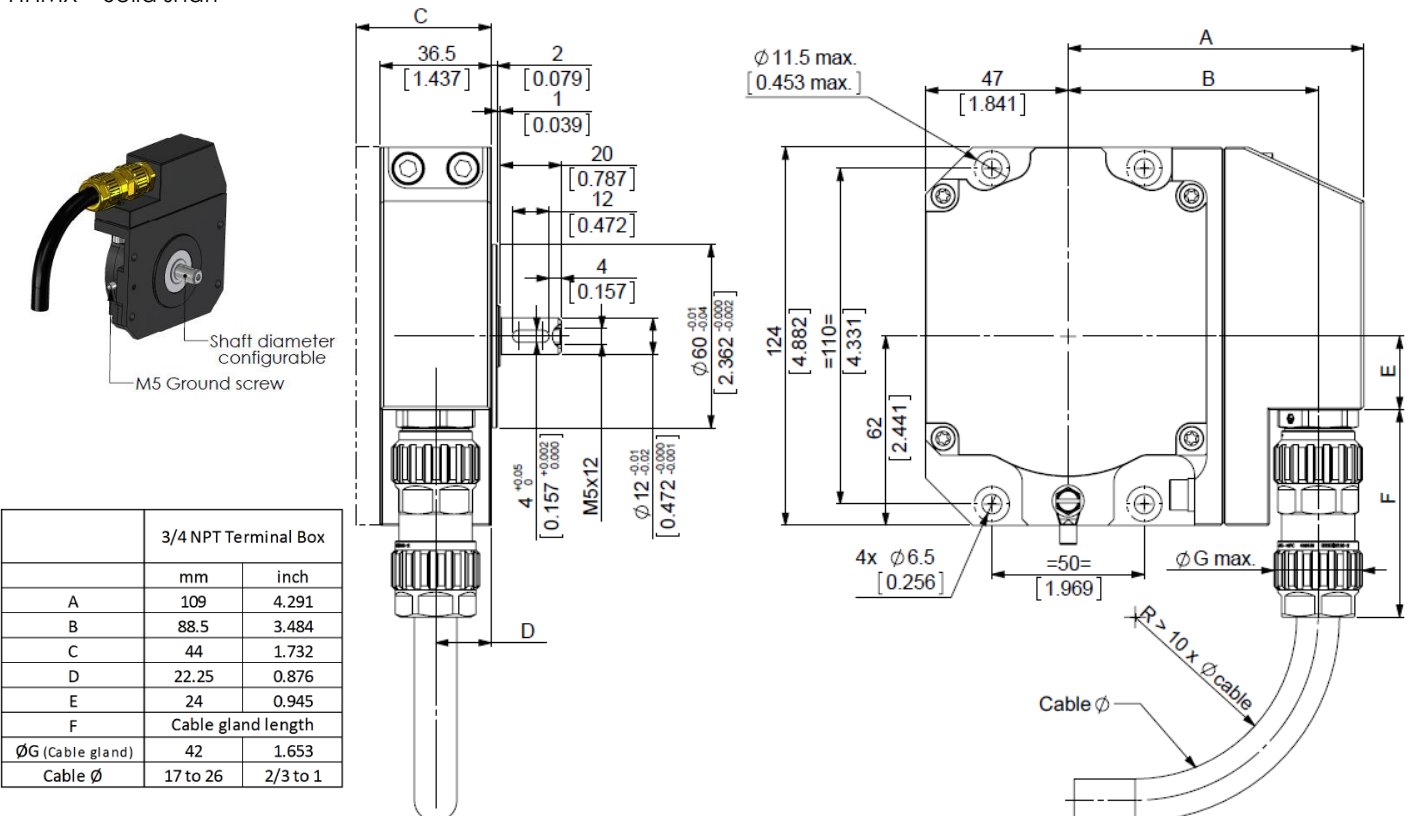 C
36.5
[1.437]
2
[0.079]
1
[0.039]
20
[0.787]
12
[0.472]
4
[0.157]
Ø60 -0.01 -0.04
[2.362 -0.000 -0.002]
4 +0.05 0
[0.157 +0.002 0.000]
M5x12
Ø12 -0.01 -0.02
[0.472 -0.000 -0.001]
D
Shaft diameter
configurable
M5 Ground screw
A
B
Ø11.5 max.
[0.453 max.]
47
[1.841]
124
[4.882]
=110=
[4.331]
62
[2.441]
E
F
4x Ø6.5
[0.256]
=50=
[1.969]
ØG max.
R > 10 x Øcable
Cable Ø
3/4 NPT Terminal Box
mm inch
A 109 4.291
B 88.5 3.484
C 44 1.732
D 22.25 0.876
E 24 0.945
F Cable gland length
ØG (Cable gland) 42 1.653
Cable Ø 17 to 26 2/3 to 1